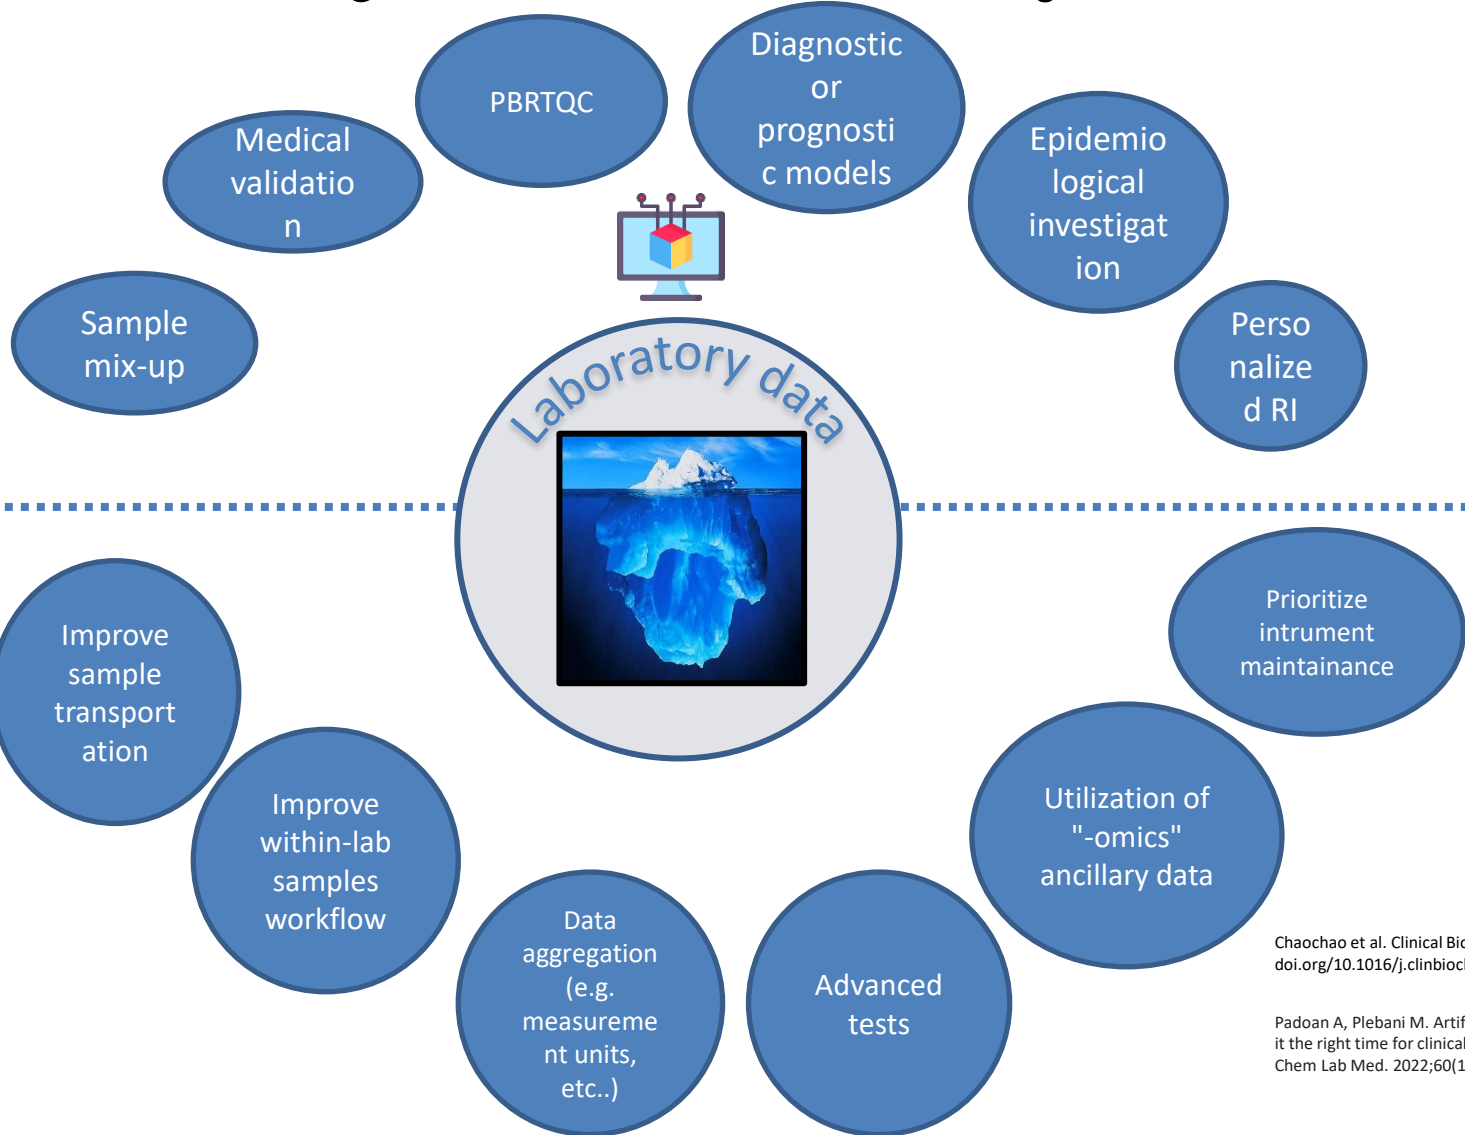 PBRTQC
Diagnostic
or
prognosti
c models
Medical
validatio
n
Epidemio
logical
investigat
ion
Sample
mix-up
Perso
nalize
d RI
Laboratory data
Improve
sample
transport
ation
Prioritize
intrument
maintainance
Improve
within-lab
samples
workflow
Utilization of
"-omics"
ancillary data
Data
aggregation
(e.g.
measureme
nt units,
etc..)
Advanced
tests
Chaochao et al. Clinical Bio
doi.org/10.1016/j.clinbioc
Padoan A, Plebani M. Artif
it the right time for clinical
Chem Lab Med. 2022;60(1